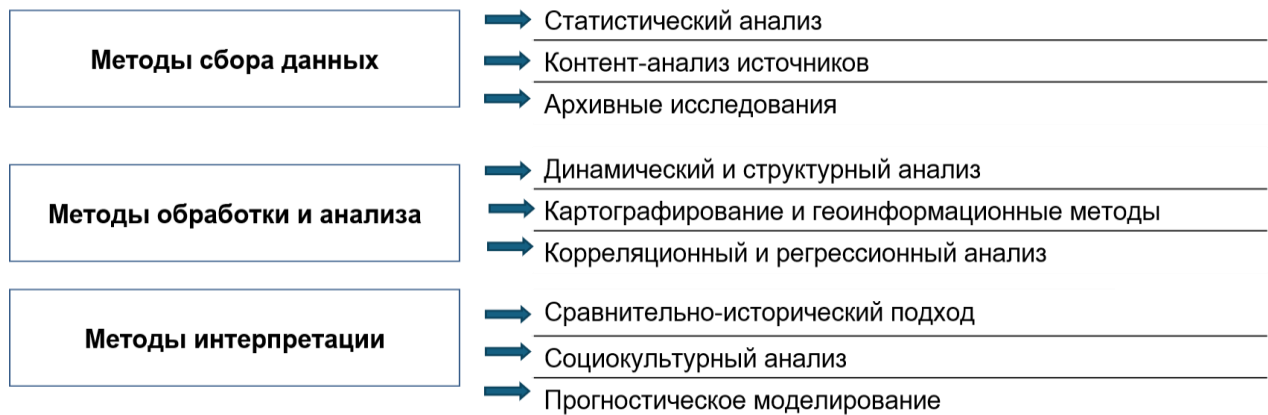 Методы сбора данных
Статистический анализ
Контент-анализ источников
Архивные исследования
Методы обработки и анализа
Динамический и структурный анализ
Картографирование и геоинформационные методы
Корреляционный и регрессионный анализ
Методы интерпретации
Сравнительно-исторический подход
Социокультурный анализ
Прогностическое моделирование